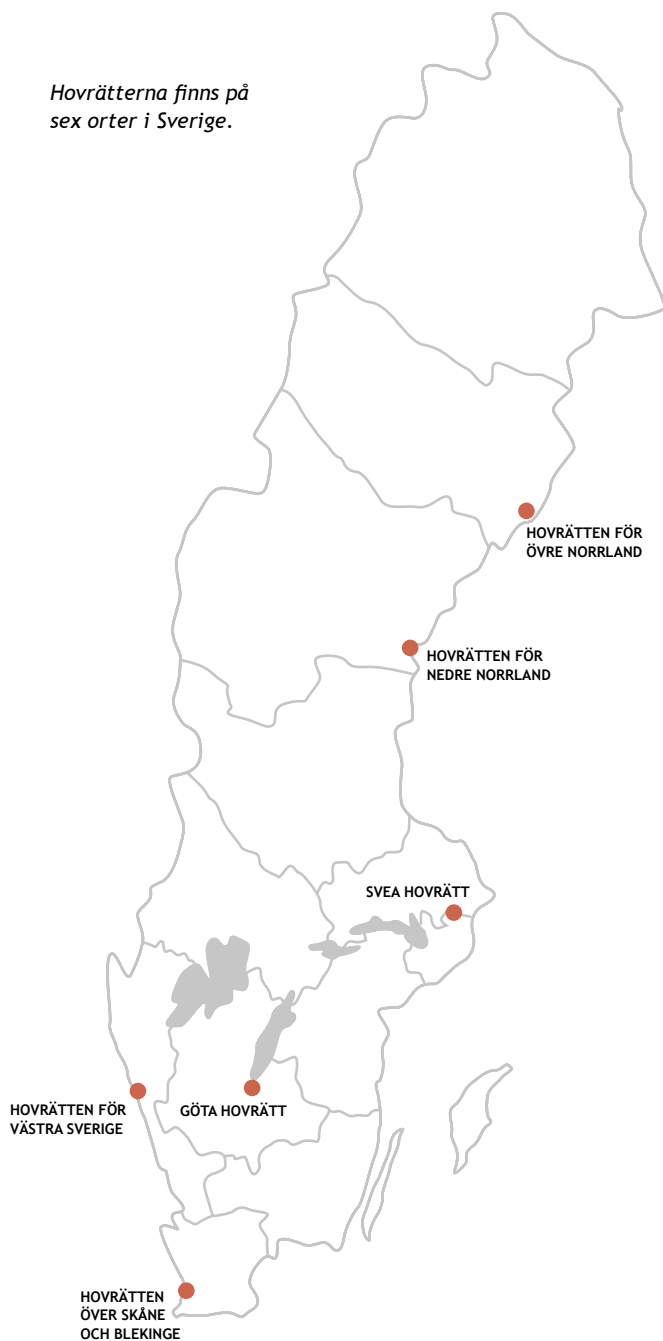 Hovrätterna finns på
sex orter i Sverige.
HOVRÄTTEN FÖR
ÖVRE NORRLAND
HOVRÄTTEN FÖR
NEDRE NORRLAND
SVEA HOVRÄTT
HOVRÄTTEN FÖR
VÄSTRA SVERIGE
GÖTA HOVRÄTT
HOVRÄTTEN
ÖVER SKÅNE
OCH BLEKINGE